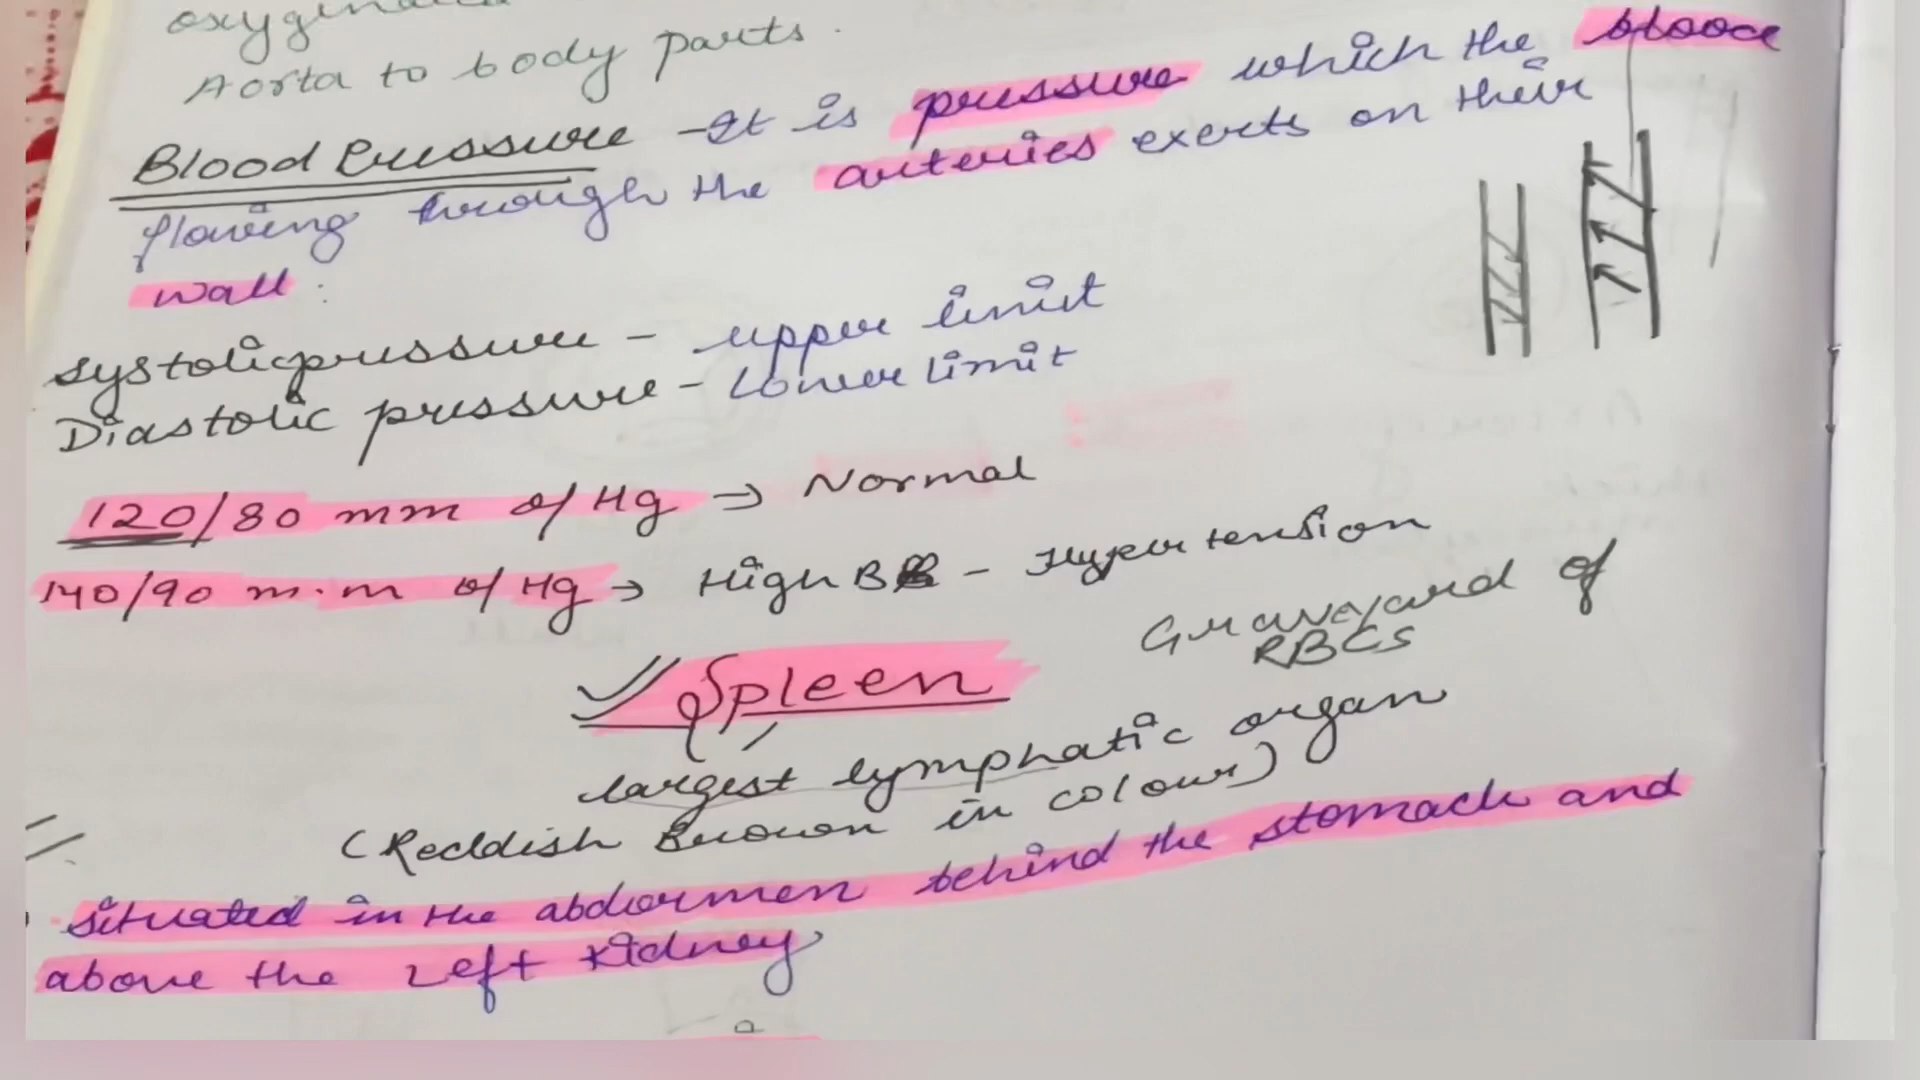 Aorta to body parts.
Blood Pressure - It is pressure which the blood
flowing through the arteries exerts on their
wall.
Systolic pressure - upper limit
Diastolic pressure - Lower Limit
120/80 mm of Hg → Normal
140/90 m.m of Hg → High BP - Hypertension
Graveyard of
RBCs
Spleen
largest lymphatic organ
(Reddish Brown in colour)
situated in the abdormen behind the stomach and
above the Left Kidney